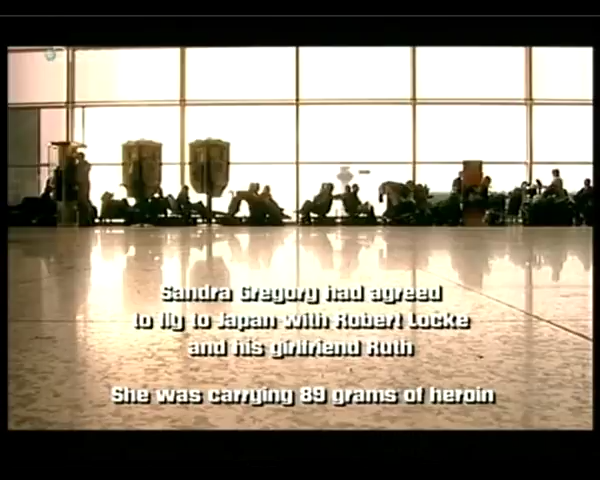 Sandra Gregory had agreed
to fly to Japan with Robert Locke
and his girlfriend Ruth
She was carrying 89 grams of heroin